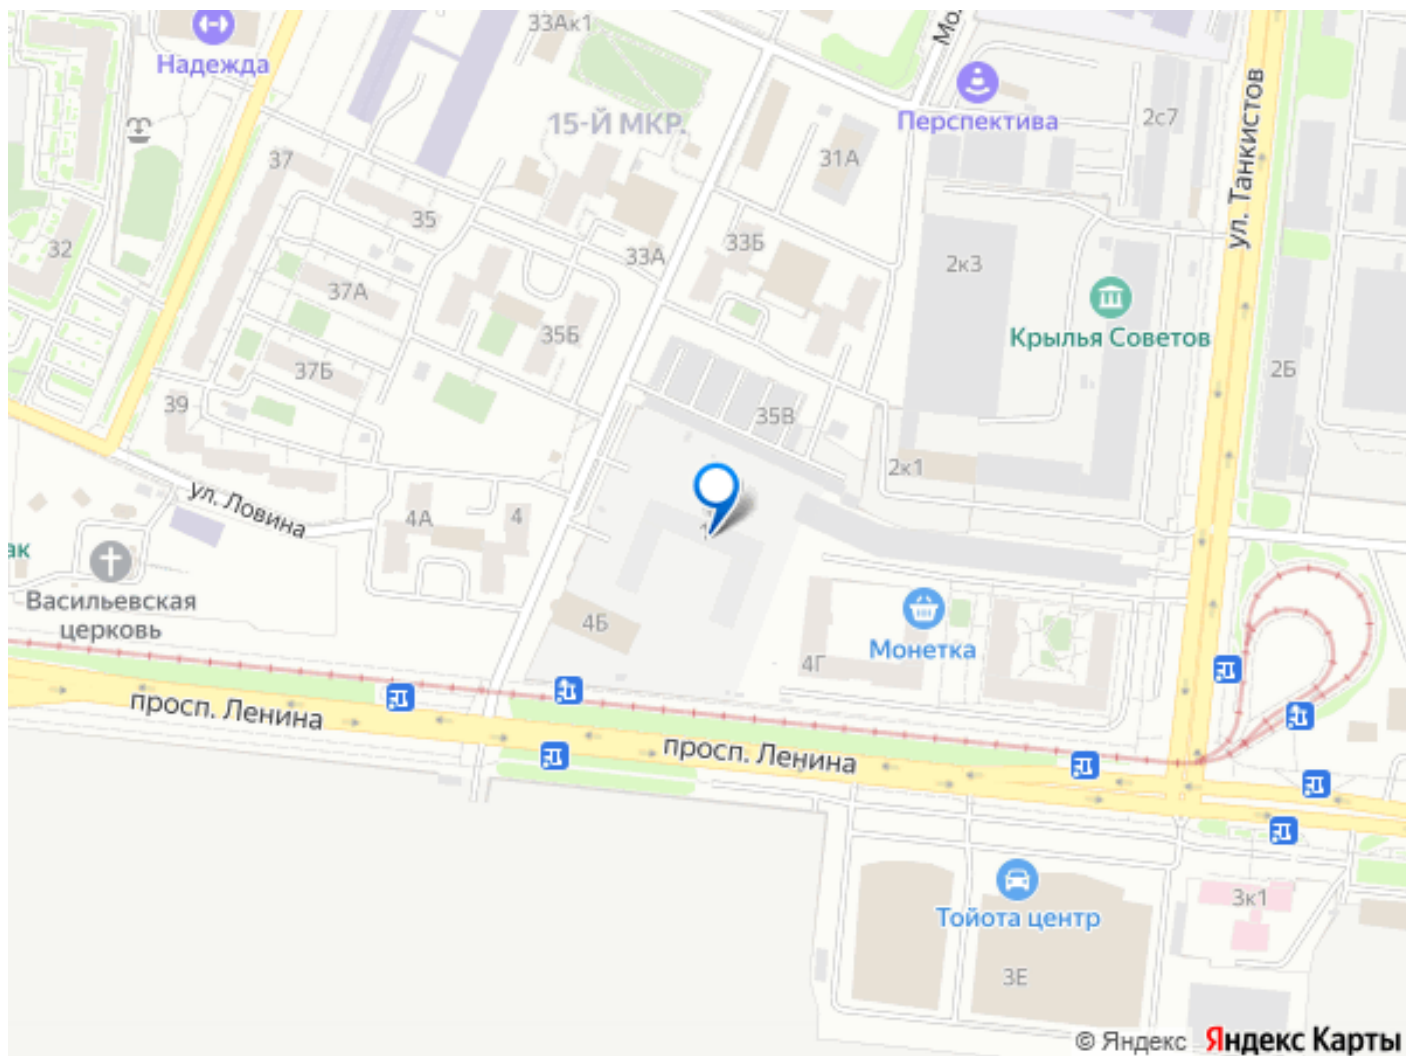 33Ак1
Надежда
Перспектива
2с7
15-Й МКР.
31А
37
ул. Танкистов
35
32
33Б
33А
2к3
37А
35Б
Крылья Советов
37Б
2Б
39
35В
2к1
ул. Ловина
4А
4
ак
Васильевская
церковь
4Б
4Г
Монетка
просп. Ленина
просп. Ленина
3к1
Тойота центр
3Е
© Яндекс
Яндекс Карты